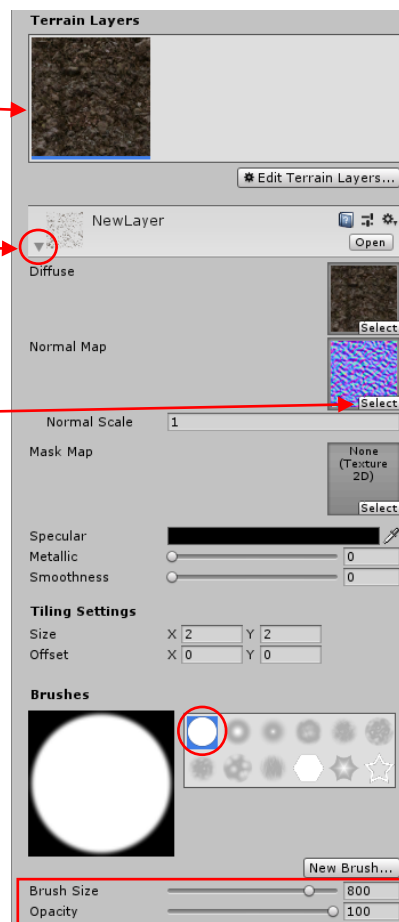 Terrain Layers
Edit Terrain Layers...
NewLayer
Open
Diffuse
Select
Normal Map
Select
Normal Scale 1
Mask Map
None
(Texture
2D)
Select
Specular
Metallic 0
Smoothness 0
Tiling Settings
Size X 2 Y 2
Offset X 0 Y 0
Brushes
New Brush...
Brush Size 800
Opacity 100